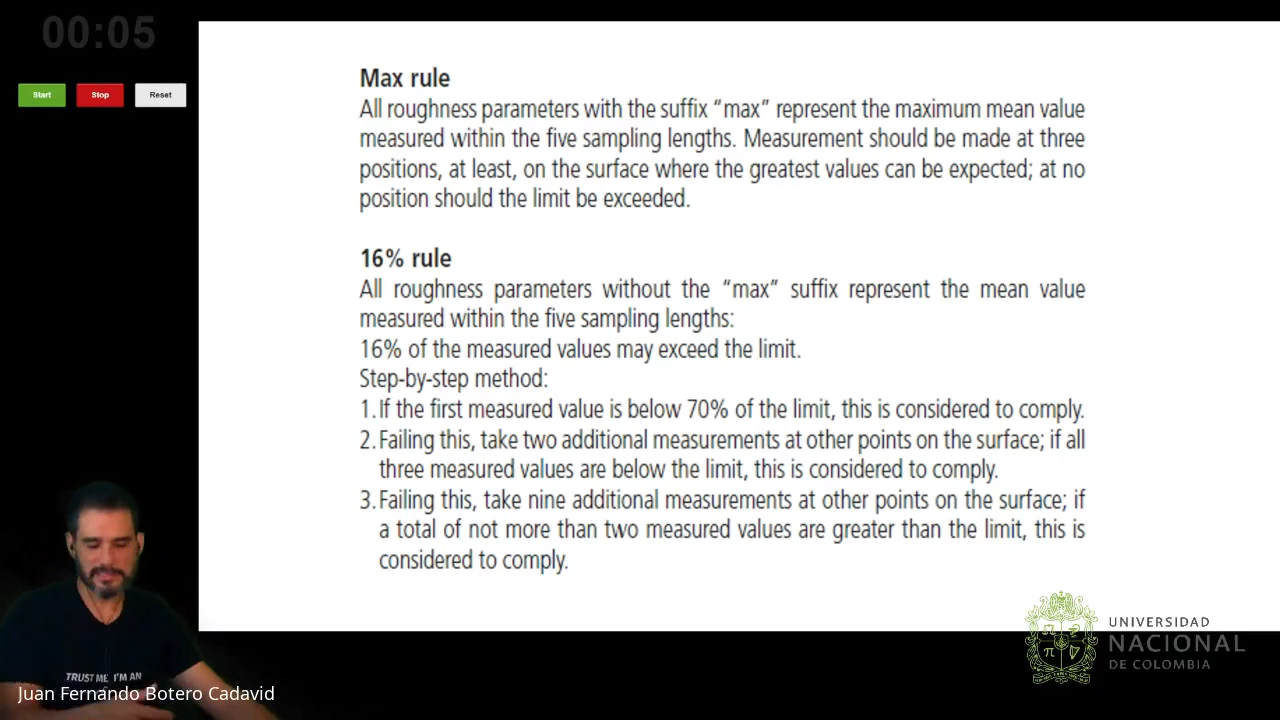 00:05
Start Stop Reset
Max rule
All roughness parameters with the suffix “max” represent the maximum mean value
measured within the five sampling lengths. Measurement should be made at three
positions, at least, on the surface where the greatest values can be expected; at no
position should the limit be exceeded.
16% rule
All roughness parameters without the “max” suffix represent the mean value
measured within the five sampling lengths:
16% of the measured values may exceed the limit.
Step-by-step method:
1. If the first measured value is below 70% of the limit, this is considered to comply.
2. Failing this, take two additional measurements at other points on the surface; if all
three measured values are below the limit, this is considered to comply.
3. Failing this, take nine additional measurements at other points on the surface; if
a total of not more than two measured values are greater than the limit, this is
considered to comply.
TRUST ME I'M AN
Juan Fernando Botero Cadavid
UNIVERSIDAD
NACIONAL
DE COLOMBIA